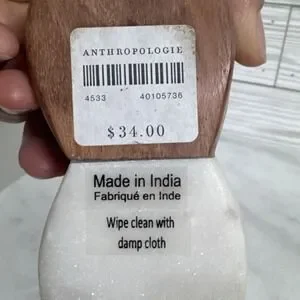 ANTHROPOLOGIE
4533 40105736
$34.00
Made in India
Fabriqué en Inde
Wipe clean with
damp cloth